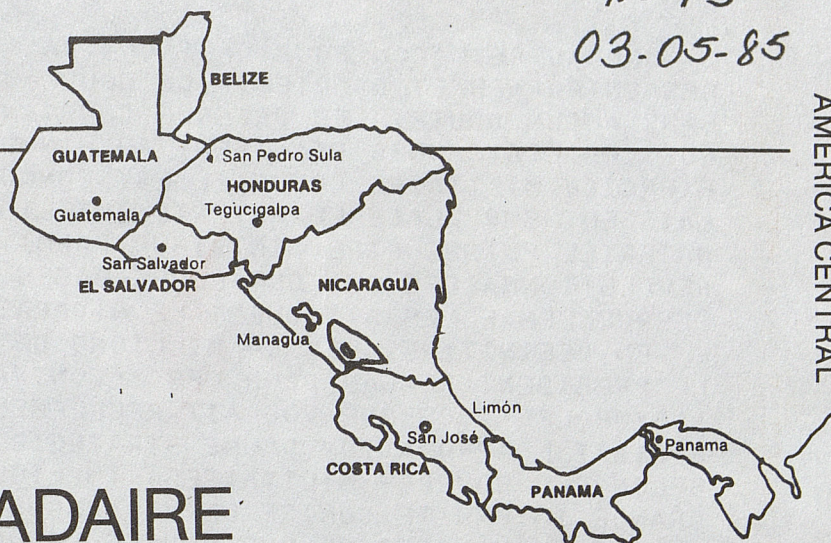 03-05-85
BELIZE
AMERICA CENTRAL
GUATEMALA
San Pedro Sula
HONDURAS
Guatemala
Tegucigalpa
San Salvador
EL SALVADOR
NICARAGUA
Managua
Limón
San José
Panama
COSTA RICA
PANAMA
ADAIRE